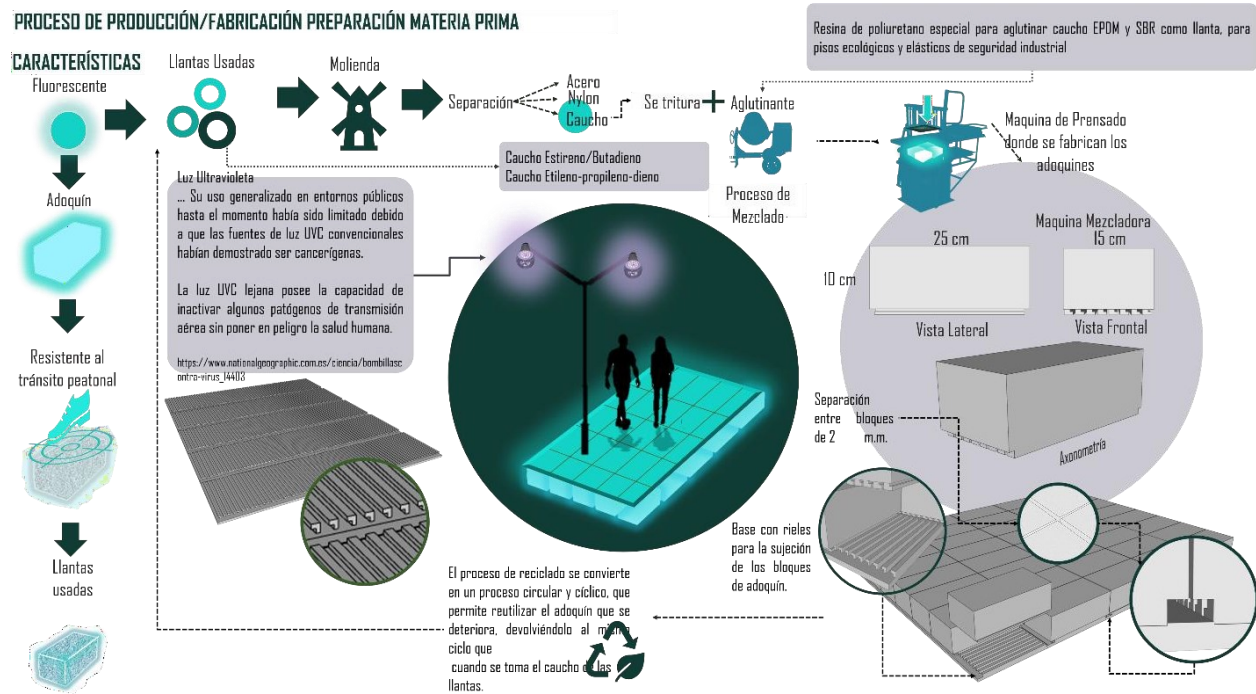 PROCESO DE PRODUCCIÓN/FABRICACIÓN PREPARACIÓN MATERIA PRIMA
CARACTERÍSTICAS
Fluorescente
Adoquín
Resistente al
tránsito peatonal
Llantas
usadas
Llantas Usadas
Molienda
Separación
Acero
Nylon
Caucho
Se tritura
Aglutinante
Proceso de
Mezclado
Resina de poliuretano especial para aglutinar caucho EPDM y SBR como llanta, para
pisos ecológicos y elásticos de seguridad industrial
Maquina de Prensado
donde se fabrican los
adoquines
Caucho Estireno/Butadieno
Caucho Etileno-propileno-dieno
Luz Ultravioleta
... Su uso generalizado en entornos públicos
hasta el momento había sido limitado debido
a que las fuentes de luz UVC convencionales
habían demostrado ser cancerígenas.
La luz UVC lejana posee la capacidad de
inactivar algunos patógenos de transmisión
aérea sin poner en peligro la salud humana.
https://www.nationalgeographic.com.es/ciencia/bombillasc
ontra-virus_14403
Maquina Mezcladora
25 cm
15 cm
10 cm
Vista Lateral
Vista Frontal
Axonometría
Separación
entre bloques
de 2 m.m.
Base con rieles
para la sujeción
de los bloques
de adoquín.
El proceso de reciclado se convierte
en un proceso circular y cíclico, que
permite reutilizar el adoquín que se
deteriora, devolviéndolo al mismo
ciclo que
cuando se toma el caucho de las
llantas.